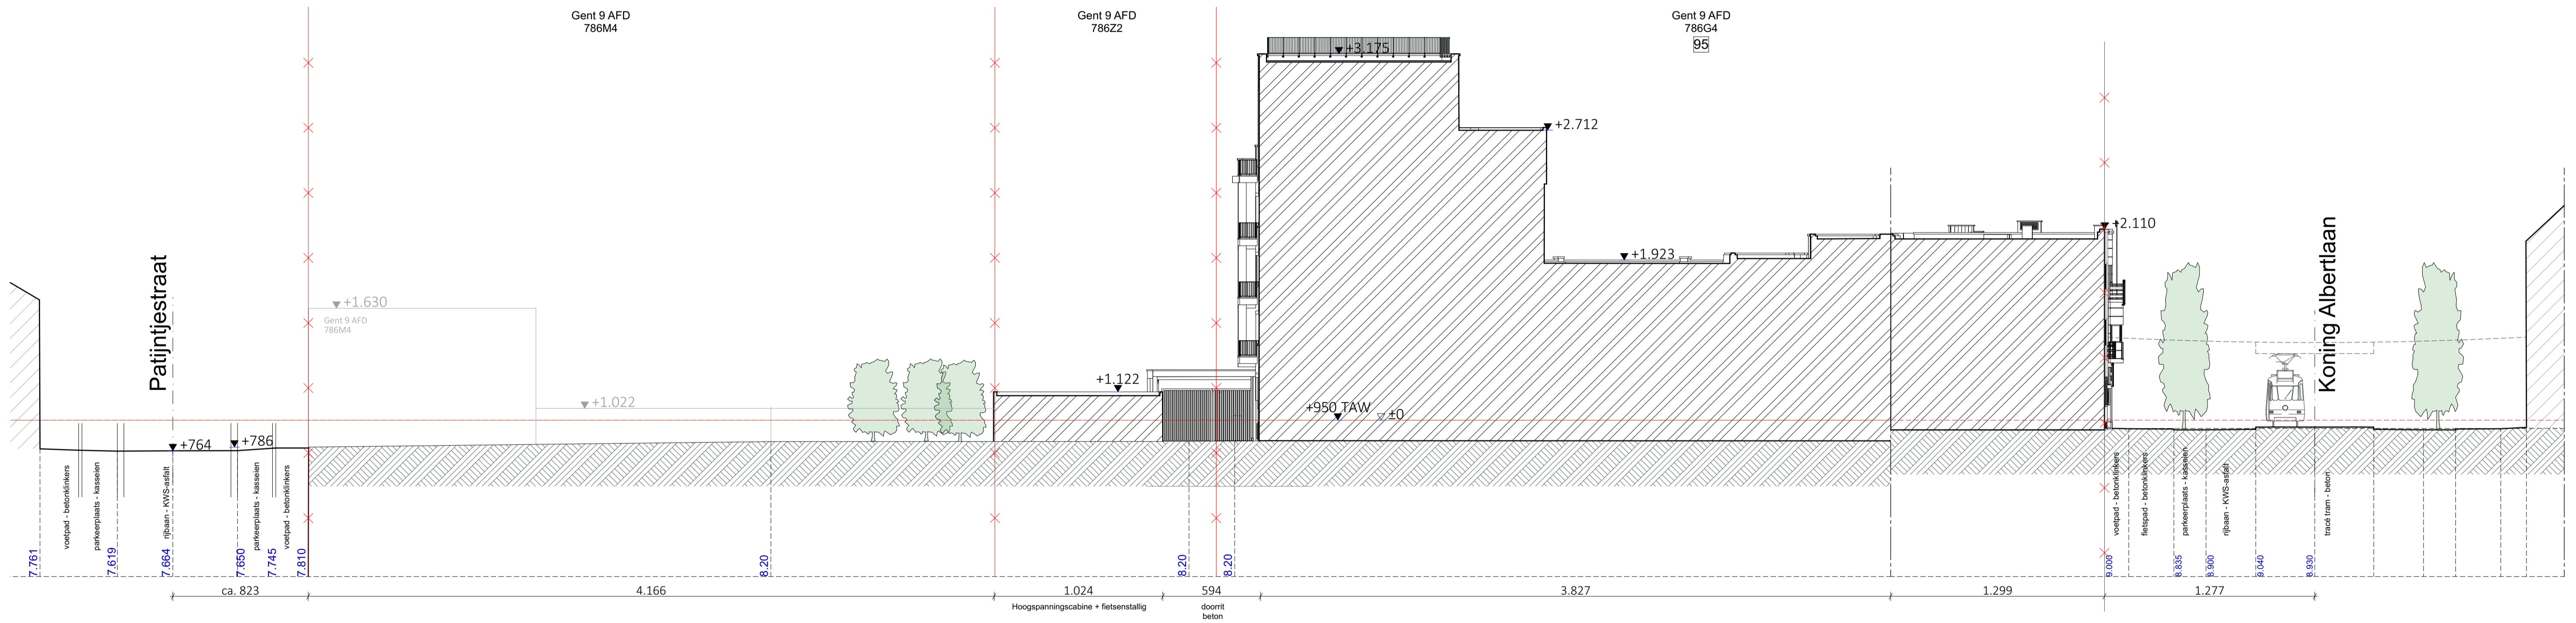 Gent 9 AFD
786M4
Gent 9 AFD
786Z2
Gent 9 AFD
786G4
95
+3.175
+2.712
+2.110
+1.923
+1.630
Gent 9 AFD
786M4
+1.022
+1.122
+950 TAW
±0
+764
+786
Patijntjestraat
Koning Albertlaan
voetpad - betonklinkers
parkeerplaats - kasseien
rijbaan - KWS-asfalt
parkeerplaats - kasseien
voetpad - betonklinkers
voetpad - betonklinkers
fietspad - betonklinkers
parkeerplaats - kasseien
rijbaan - KWS-asfalt
tracé tram - beton
7.761
7.619
7.664
7.650
7.745
7.810
8.20
8.20
8.20
9.000
8.835
8.900
9.040
8.930
ca. 823
4.166
1.024
594
3.827
1.299
1.277
Hoogspanningscabine + fietsenstallig
doorrit
beton